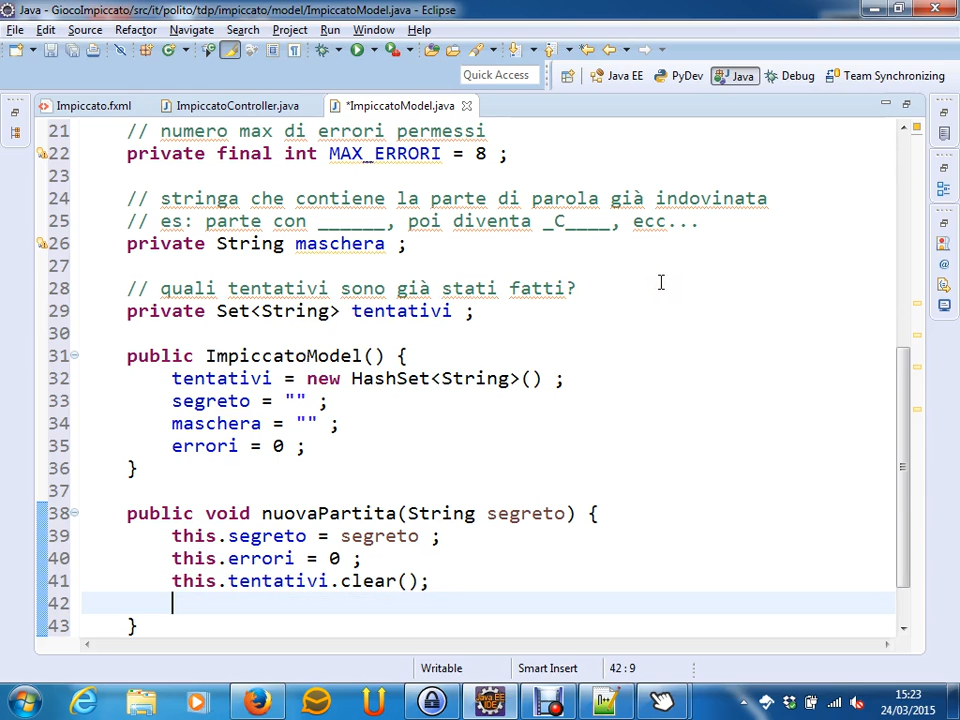 Java - GiocoImpiccato/src/it/polito/tdp/impiccato/model/ImpiccatoModel.java - Eclipse
File Edit Source Refactor Navigate Search Project Run Window Help
Quick Access Java EE PyDev Java Debug Team Synchronizing
Impiccato.fxml ImpiccatoController.java *ImpiccatoModel.java
21 // numero max di errori permessi
22 private final int MAX_ERRORI = 8 ;
23
24 // stringa che contiene la parte di parola già indovinata
25 // es: parte con ______, poi diventa _C____, ecc...
26 private String maschera ;
27
28 // quali tentativi sono già stati fatti?
29 private Set<String> tentativi ;
30
31 public ImpiccatoModel() {
32 tentativi = new HashSet<String>() ;
33 segreto = "" ;
34 maschera = "" ;
35 errori = 0 ;
36 }
37
38 public void nuovaPartita(String segreto) {
39 this.segreto = segreto ;
40 this.errori = 0 ;
41 this.tentativi.clear();
42
43 }
Writable Smart Insert 42 : 9
15:23
24/03/2015